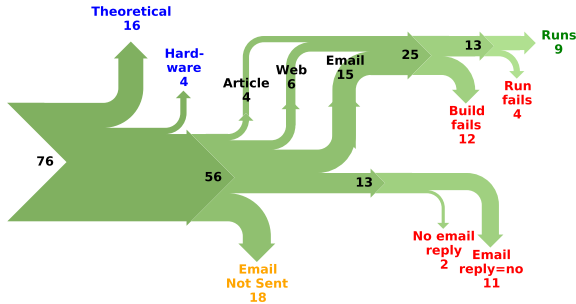 Theoretical
16
Hard-
ware
4
Article
4
Web
6
Email
15
25
13
Runs
9
Run
fails
4
Build
fails
12
76
56
13
No email
reply
2
Email
reply=no
11
Email
Not Sent
18